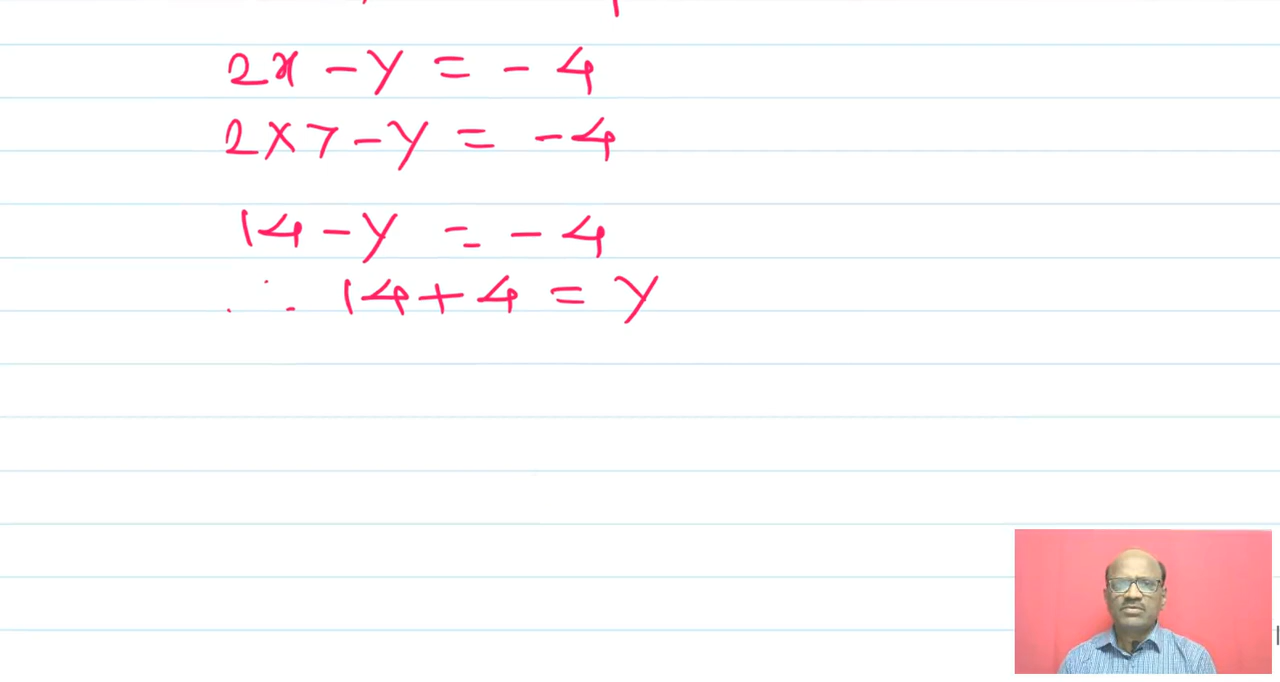 2x - y = - 4
2×7 - y = -4
14 - y = - 4
∴ 14 + 4 = y